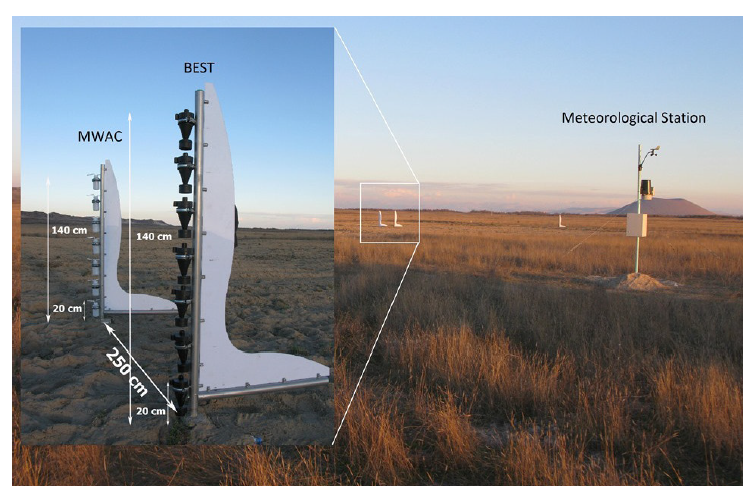 BEST
Meteorological Station
MWAC
140 cm
140 cm
20 cm
250 cm
20 cm